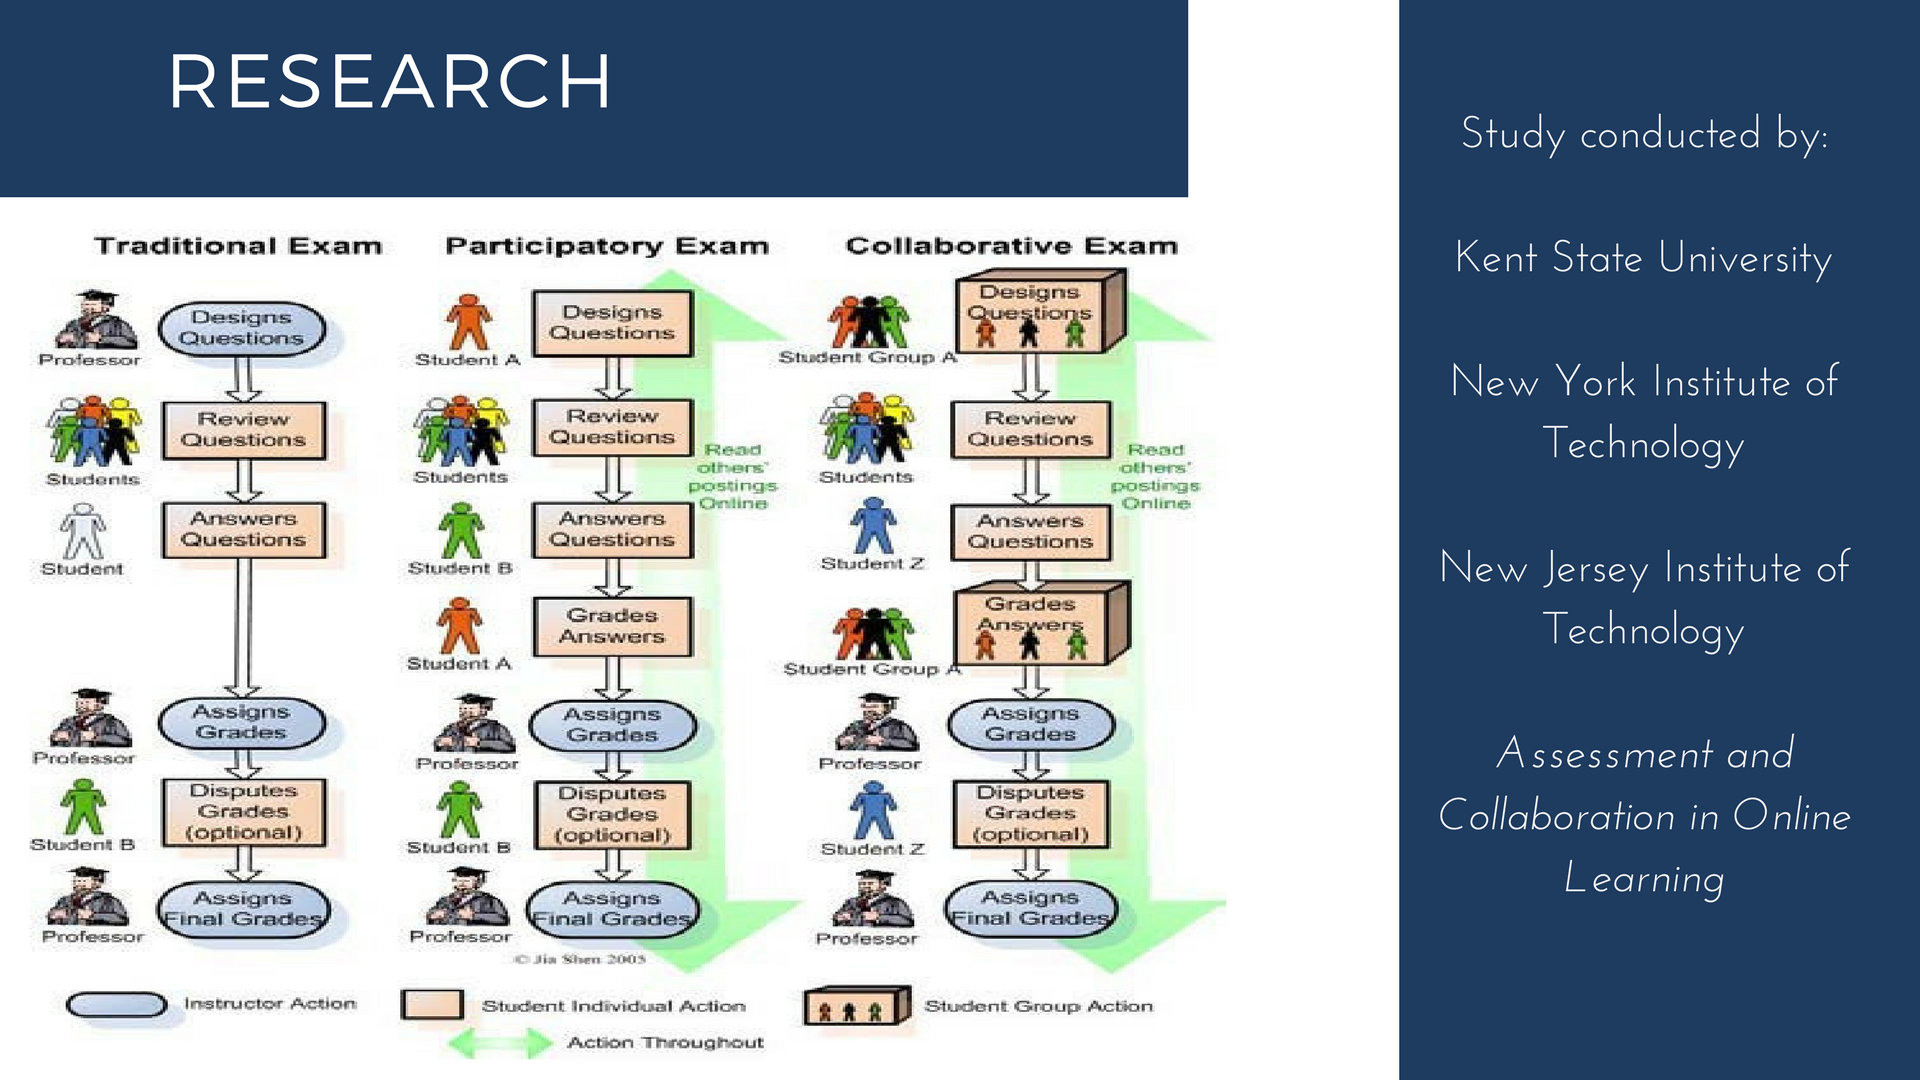 RESEARCH
Traditional Exam
Professor
Designs
Questions
Students
Review
Questions
Student
Answers
Questions
Professor
Assigns
Grades
Student B
Disputes
Grades
(optional)
Professor
Assigns
Final Grades
Participatory Exam
Student A
Designs
Questions
Students
Review
Questions
Read
others'
postings
Online
Student B
Answers
Questions
Student A
Grades
Answers
Professor
Assigns
Grades
Student B
Disputes
Grades
(optional)
Professor
Assigns
Final Grades
© Jia Shen 2005
Collaborative Exam
Student Group A
Designs
Questions
Students
Review
Questions
Read
others'
postings
Online
Student Z
Answers
Questions
Student Group A
Grades
Answers
Professor
Assigns
Grades
Student Z
Disputes
Grades
(optional)
Professor
Assigns
Final Grades
Instructor Action
Student Individual Action
Student Group Action
Action Throughout
Study conducted by:
Kent State University
New York Institute of
Technology
New Jersey Institute of
Technology
Assessment and
Collaboration in Online
Learning